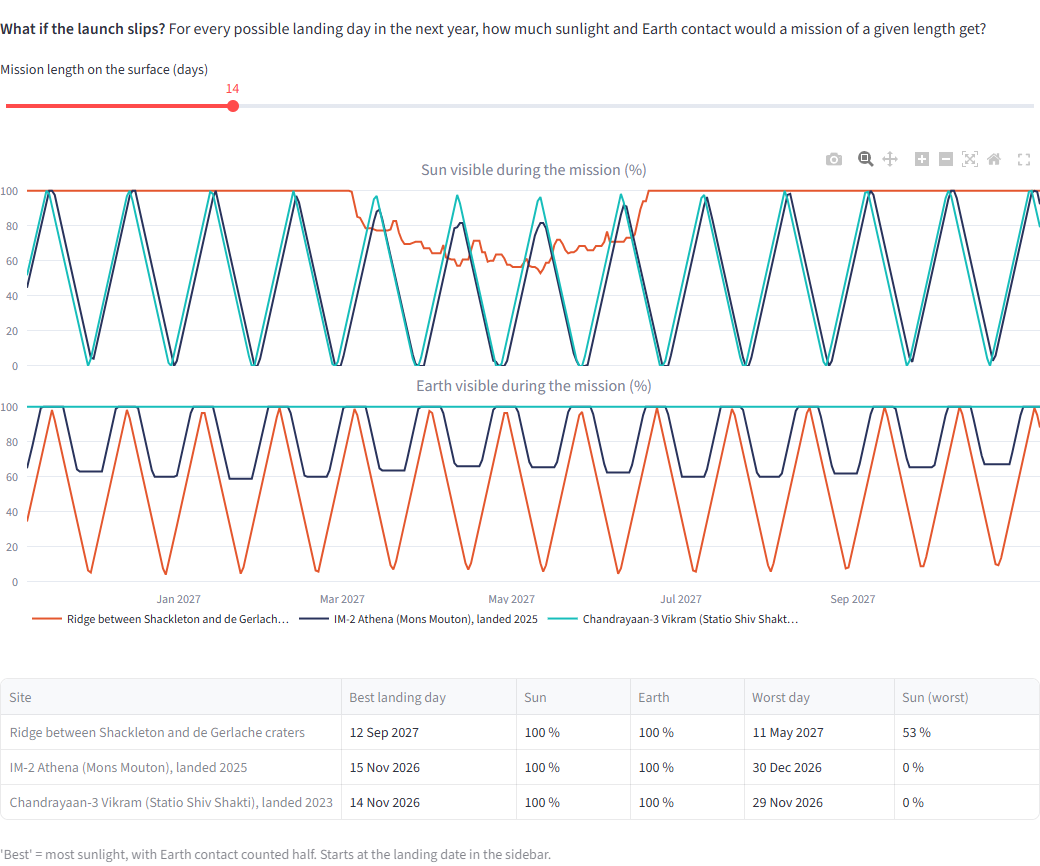 What if the launch slips? For every possible landing day in the next year, how much sunlight and Earth contact would a mission of a given length get?
Mission length on the surface (days)
14
Sun visible during the mission (%)
100
80
60
40
20
0
Earth visible during the mission (%)
100
80
60
40
20
0
Jan 2027 Mar 2027 May 2027 Jul 2027 Sep 2027
Ridge between Shackleton and de Gerlach… IM-2 Athena (Mons Mouton), landed 2025 Chandrayaan-3 Vikram (Statio Shiv Shakt…
Site Best landing day Sun Earth Worst day Sun (worst)
Ridge between Shackleton and de Gerlache craters 12 Sep 2027 100 % 100 % 11 May 2027 53 %
IM-2 Athena (Mons Mouton), landed 2025 15 Nov 2026 100 % 100 % 30 Dec 2026 0 %
Chandrayaan-3 Vikram (Statio Shiv Shakti), landed 2023 14 Nov 2026 100 % 100 % 29 Nov 2026 0 %
'Best' = most sunlight, with Earth contact counted half. Starts at the landing date in the sidebar.